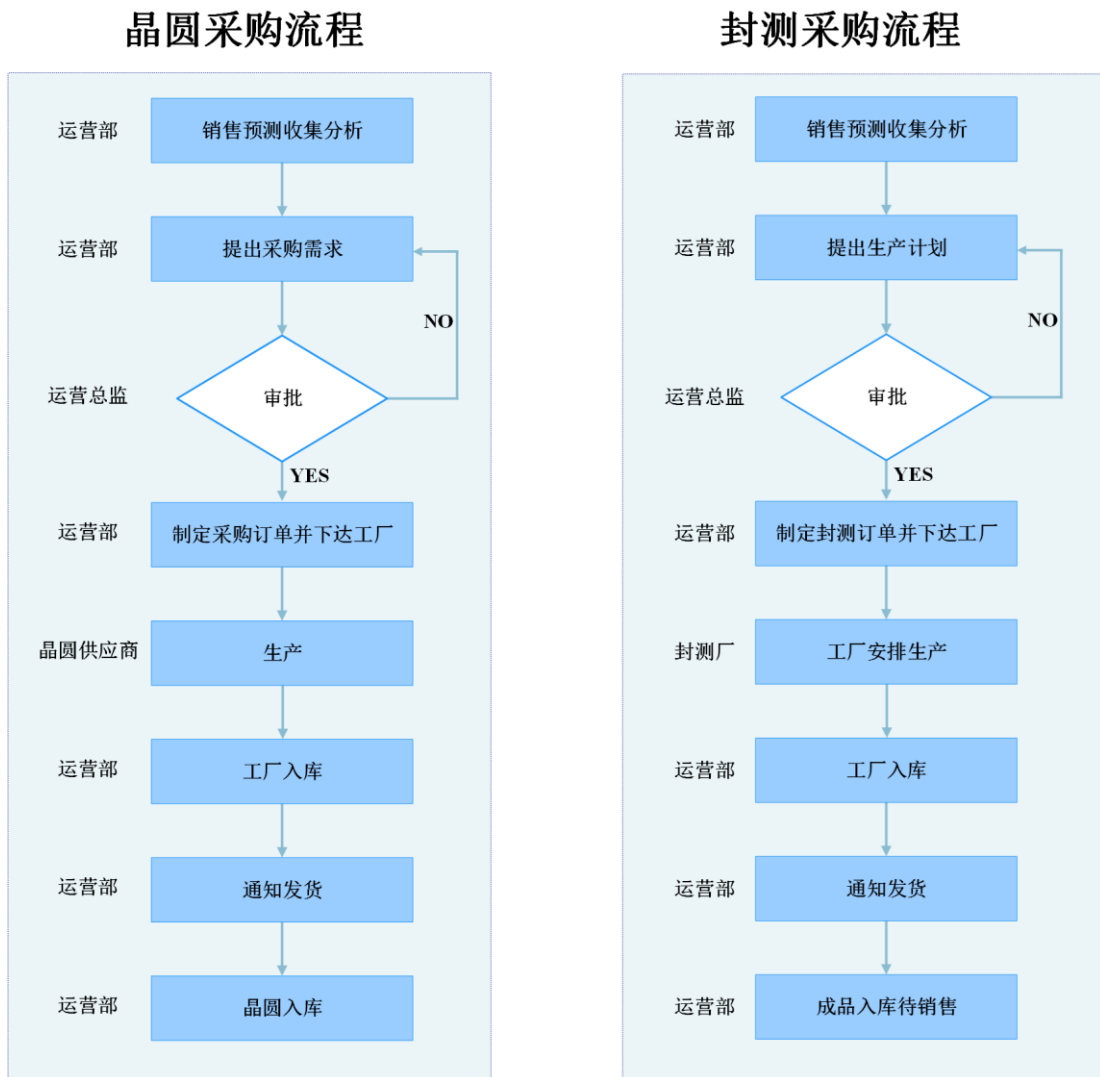 晶圆采购流程
运营部
销售预测收集分析
运营部
提出采购需求
NO
运营总监
审批
YES
运营部
制定采购订单并下达工厂
晶圆供应商
生产
运营部
工厂入库
运营部
通知发货
运营部
晶圆入库
封测采购流程
运营部
销售预测收集分析
运营部
提出生产计划
NO
运营总监
审批
YES
运营部
制定封测订单并下达工厂
封测厂
工厂安排生产
运营部
工厂入库
运营部
通知发货
运营部
成品入库待销售